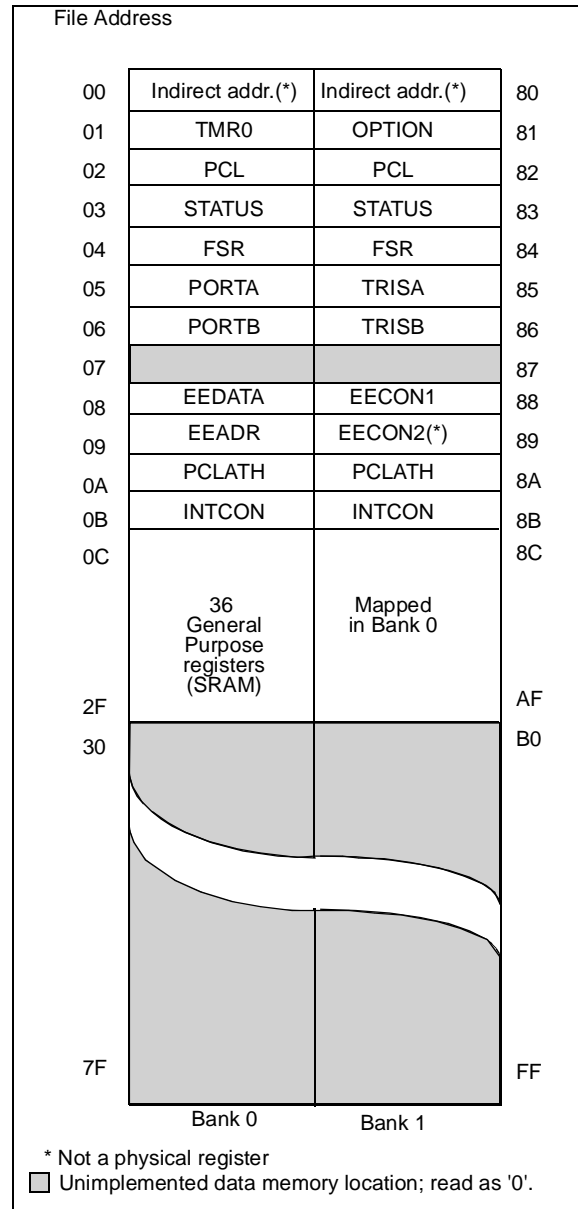 File Address
00 Indirect addr.(*) Indirect addr.(*) 80
01 TMR0 OPTION 81
02 PCL PCL 82
03 STATUS STATUS 83
04 FSR FSR 84
05 PORTA TRISA 85
06 PORTB TRISB 86
07 87
08 EEDATA EECON1 88
09 EEADR EECON2(*) 89
0A PCLATH PCLATH 8A
0B INTCON INTCON 8B
0C 8C
36 Mapped
General in Bank 0
Purpose
registers
(SRAM)
2F AF
30 B0
7F FF
Bank 0 Bank 1
* Not a physical register
Unimplemented data memory location; read as '0'.